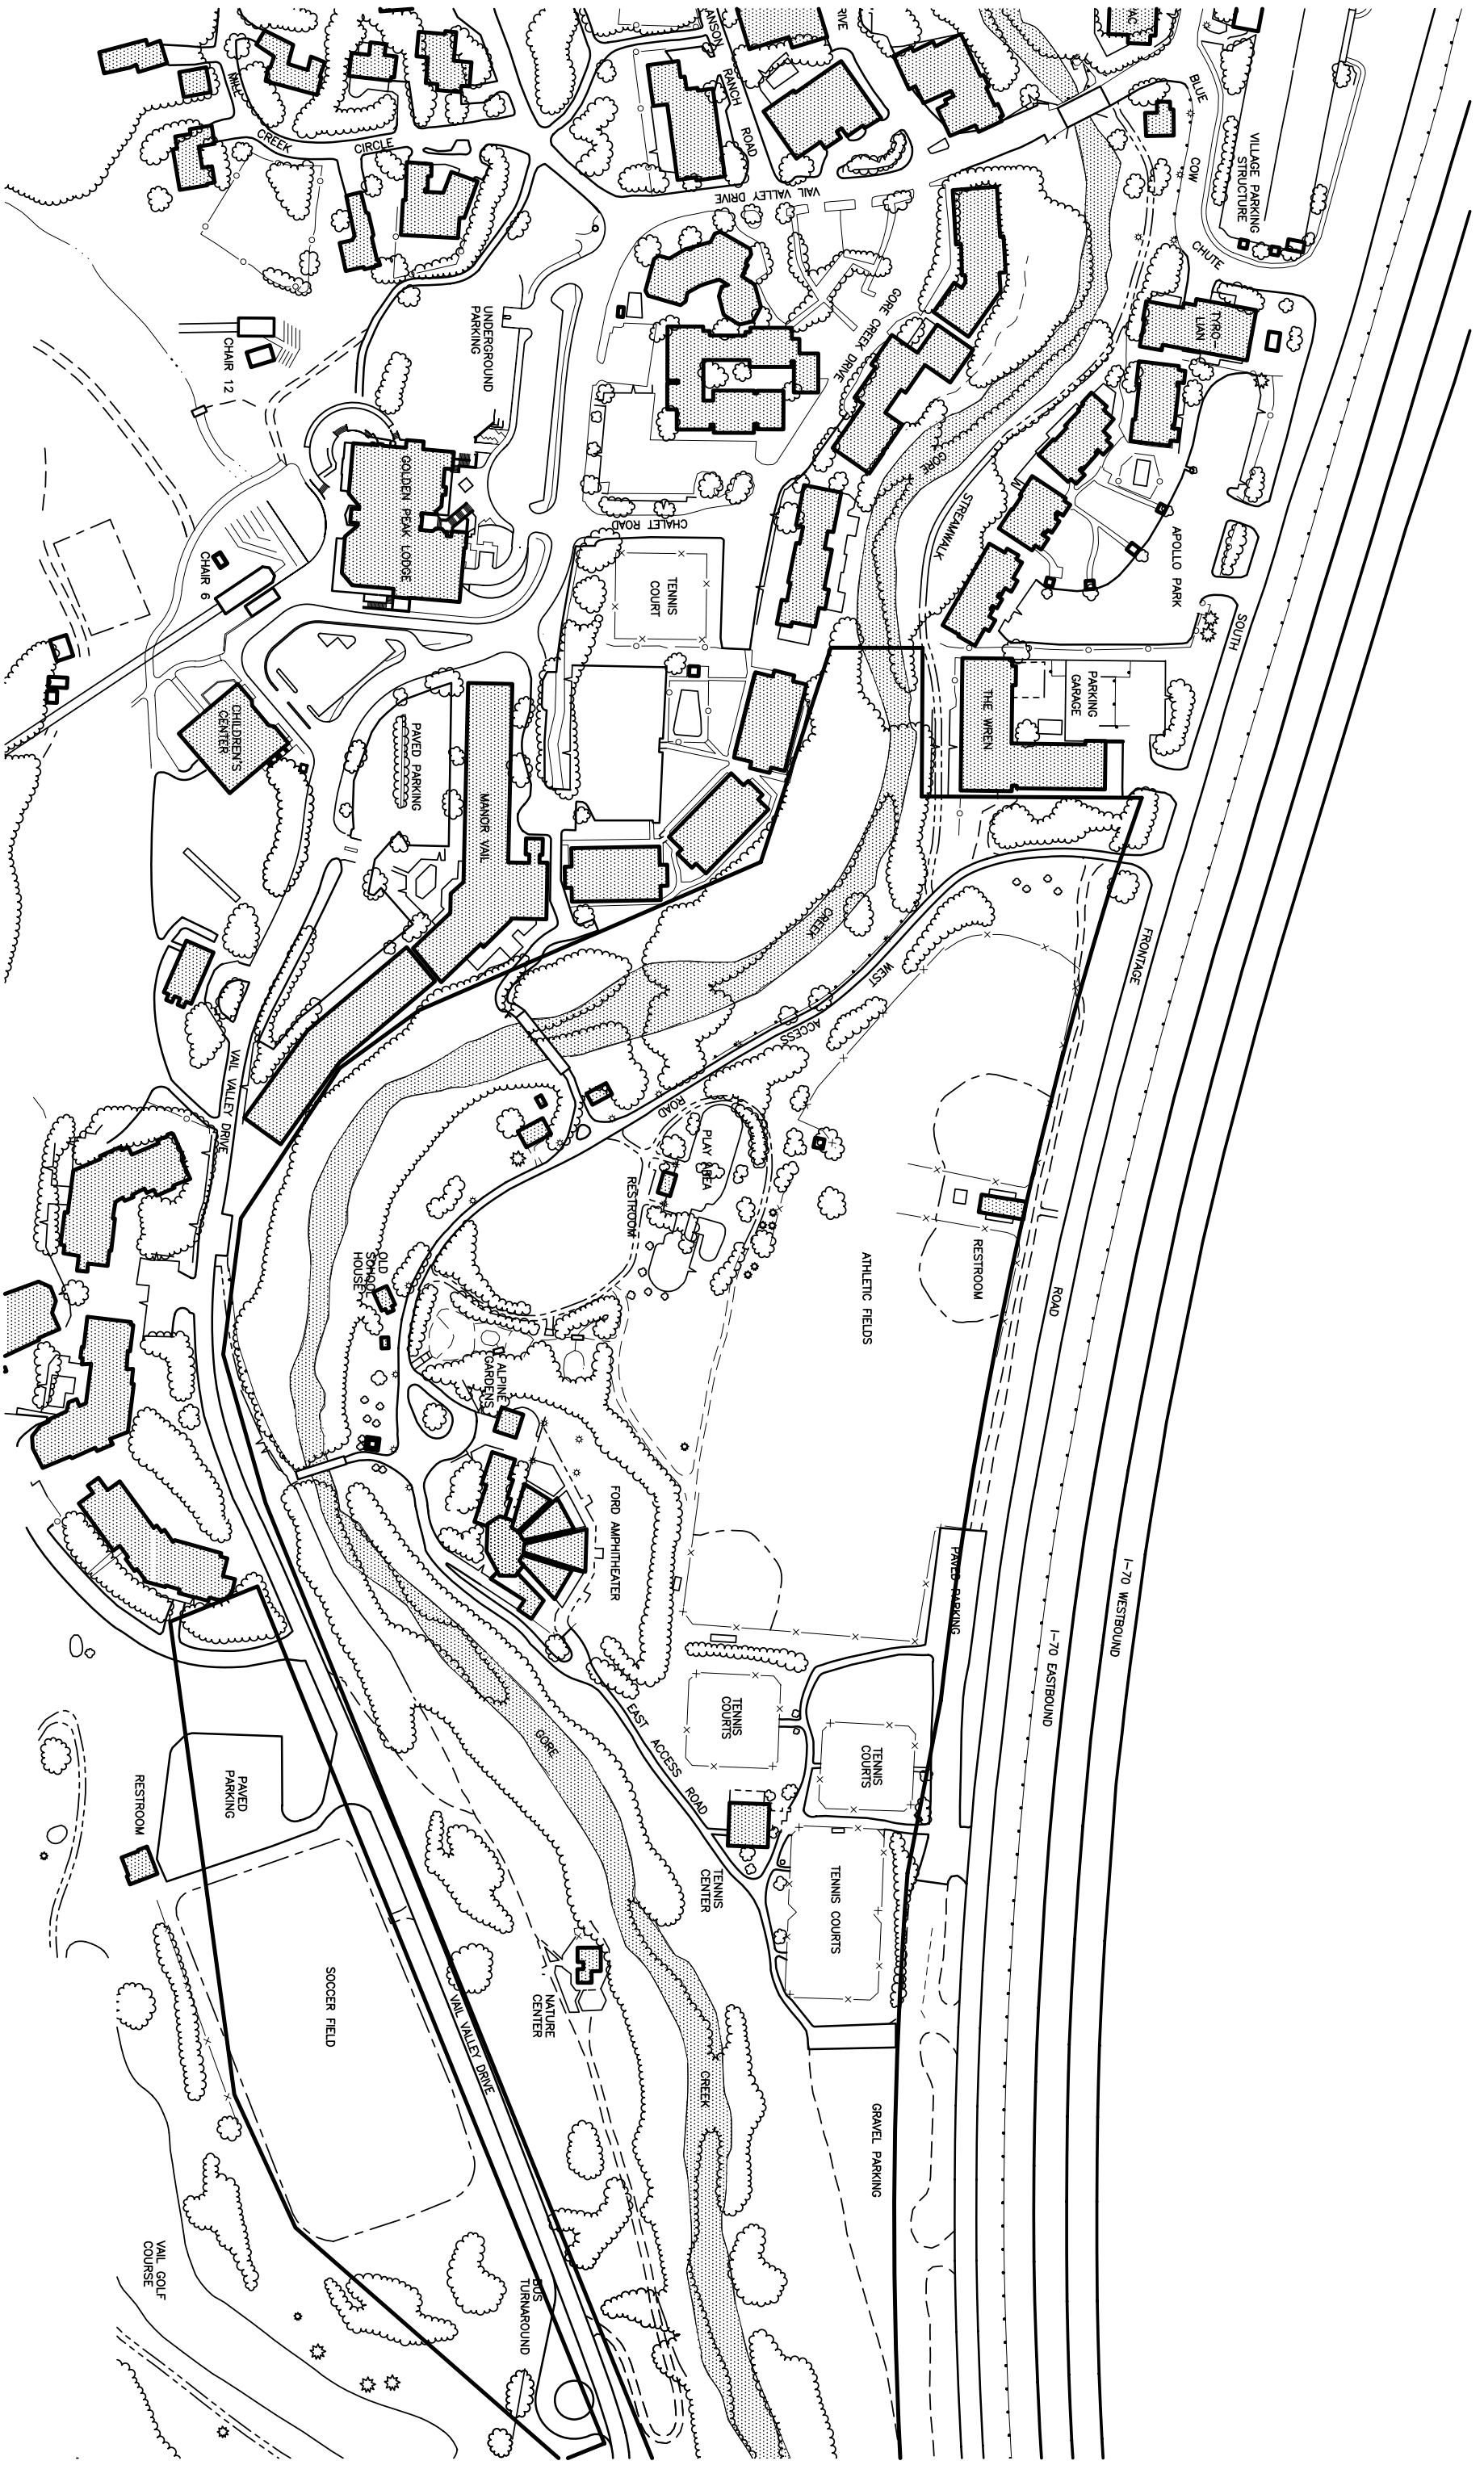 MILL
CREEK
CIRCLE
ANSON
RANCH
ROAD
RIVE
VAIL VALLEY DRIVE
BLUE
COW
CHUTE
VILLAGE PARKING
STRUCTURE
TYRO-
LIAN
UNDERGROUND
PARKING
CHAIR 12
GORE CREEK DRIVE
GOLDEN PEAK LODGE
CHALET ROAD
GORE
STREAMWALK
APOLLO PARK
SOUTH
CHAIR 6
TENNIS
COURT
PARKING
GARAGE
THE WREN
CHILDREN'S
CENTER
PAVED PARKING
MANOR VAIL
CREEK
WEST
ACCESS
ROAD
FRONTAGE
ROAD
VAIL VALLEY DRIVE
PLAY AREA
RESTROOM
RESTROOM
ATHLETIC FIELDS
OLD
SCHOOL
HOUSE
ALPINE
GARDENS
FORD AMPHITHEATER
PAVED PARKING
I-70 WESTBOUND
I-70 EASTBOUND
TENNIS
COURTS
TENNIS
COURTS
EAST
ACCESS
ROAD
GORE
PAVED
PARKING
RESTROOM
TENNIS
CENTER
TENNIS COURTS
SOCCER FIELD
NATURE
CENTER
VAIL VALLEY DRIVE
CREEK
GRAVEL PARKING
VAIL GOLF
COURSE
BUS
TURNAROUND